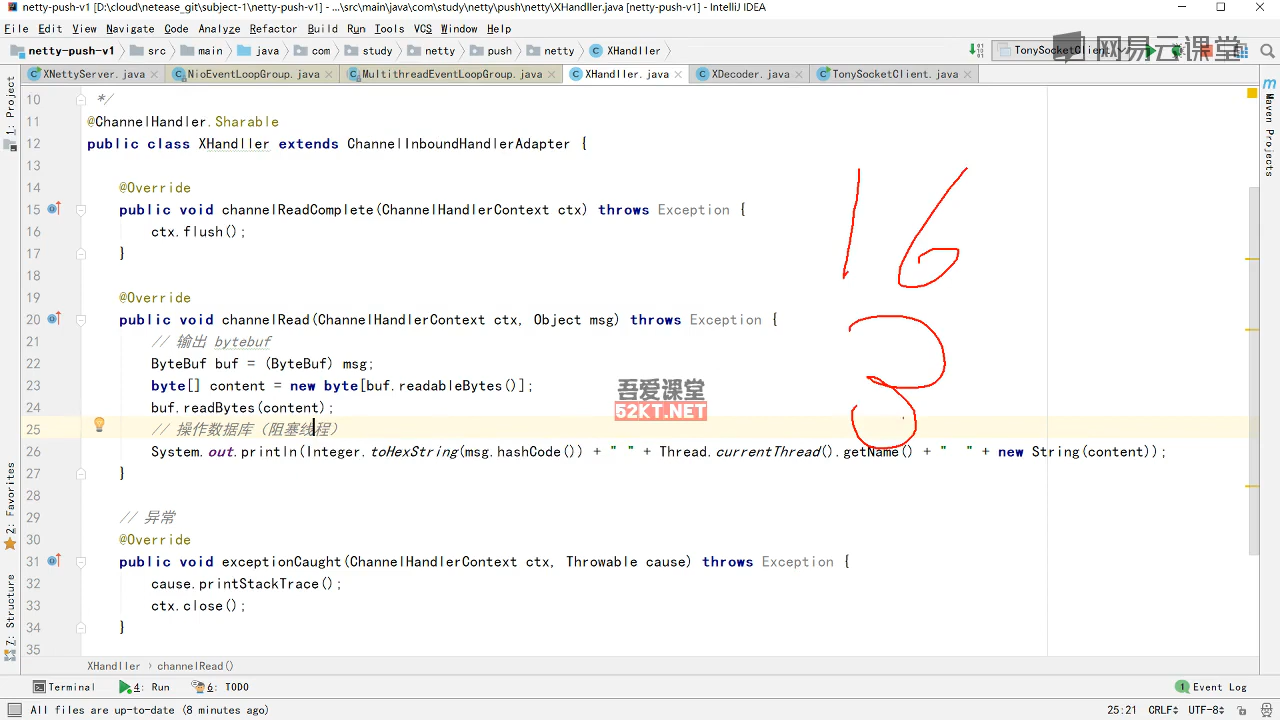 netty-push-v1 [D:\cloud\netease_git\subject-1\netty-push-v1] - ...\src\main\java\com\study\netty\push\netty\XHandller.java [netty-push-v1] - IntelliJ IDEA
File Edit View Navigate Code Analyze Refactor Build Run Tools VCS Window Help
netty-push-v1 src main java com study netty push netty XHandller
TonySocketClient
网易云课堂
XNettyServer.java NioEventLoopGroup.java MultithreadEventLoopGroup.java XHandller.java XDecoder.java TonySocketClient.java
1: Project
Maven Projects
10 */
11 @ChannelHandler.Sharable
12 public class XHandller extends ChannelInboundHandlerAdapter {
13
14 @Override
15 public void channelReadComplete(ChannelHandlerContext ctx) throws Exception {
16 ctx.flush();
17 }
18
19 @Override
20 public void channelRead(ChannelHandlerContext ctx, Object msg) throws Exception {
21 // 输出 bytebuf
22 ByteBuf buf = (ByteBuf) msg;
23 byte[] content = new byte[buf.readableBytes()];
24 buf.readBytes(content);
25 // 操作数据库（阻塞线程）
26 System.out.println(Integer.toHexString(msg.hashCode()) + " " + Thread.currentThread().getName() + "  " + new String(content));
27 }
28
29 // 异常
30 @Override
31 public void exceptionCaught(ChannelHandlerContext ctx, Throwable cause) throws Exception {
32 cause.printStackTrace();
33 ctx.close();
34 }
35
16
3
吾爱课堂
52KT.NET
2: Favorites
7: Structure
XHandller › channelRead()
Terminal 4: Run 6: TODO
1 Event Log
All files are up-to-date (8 minutes ago)
25:21 CRLF UTF-8